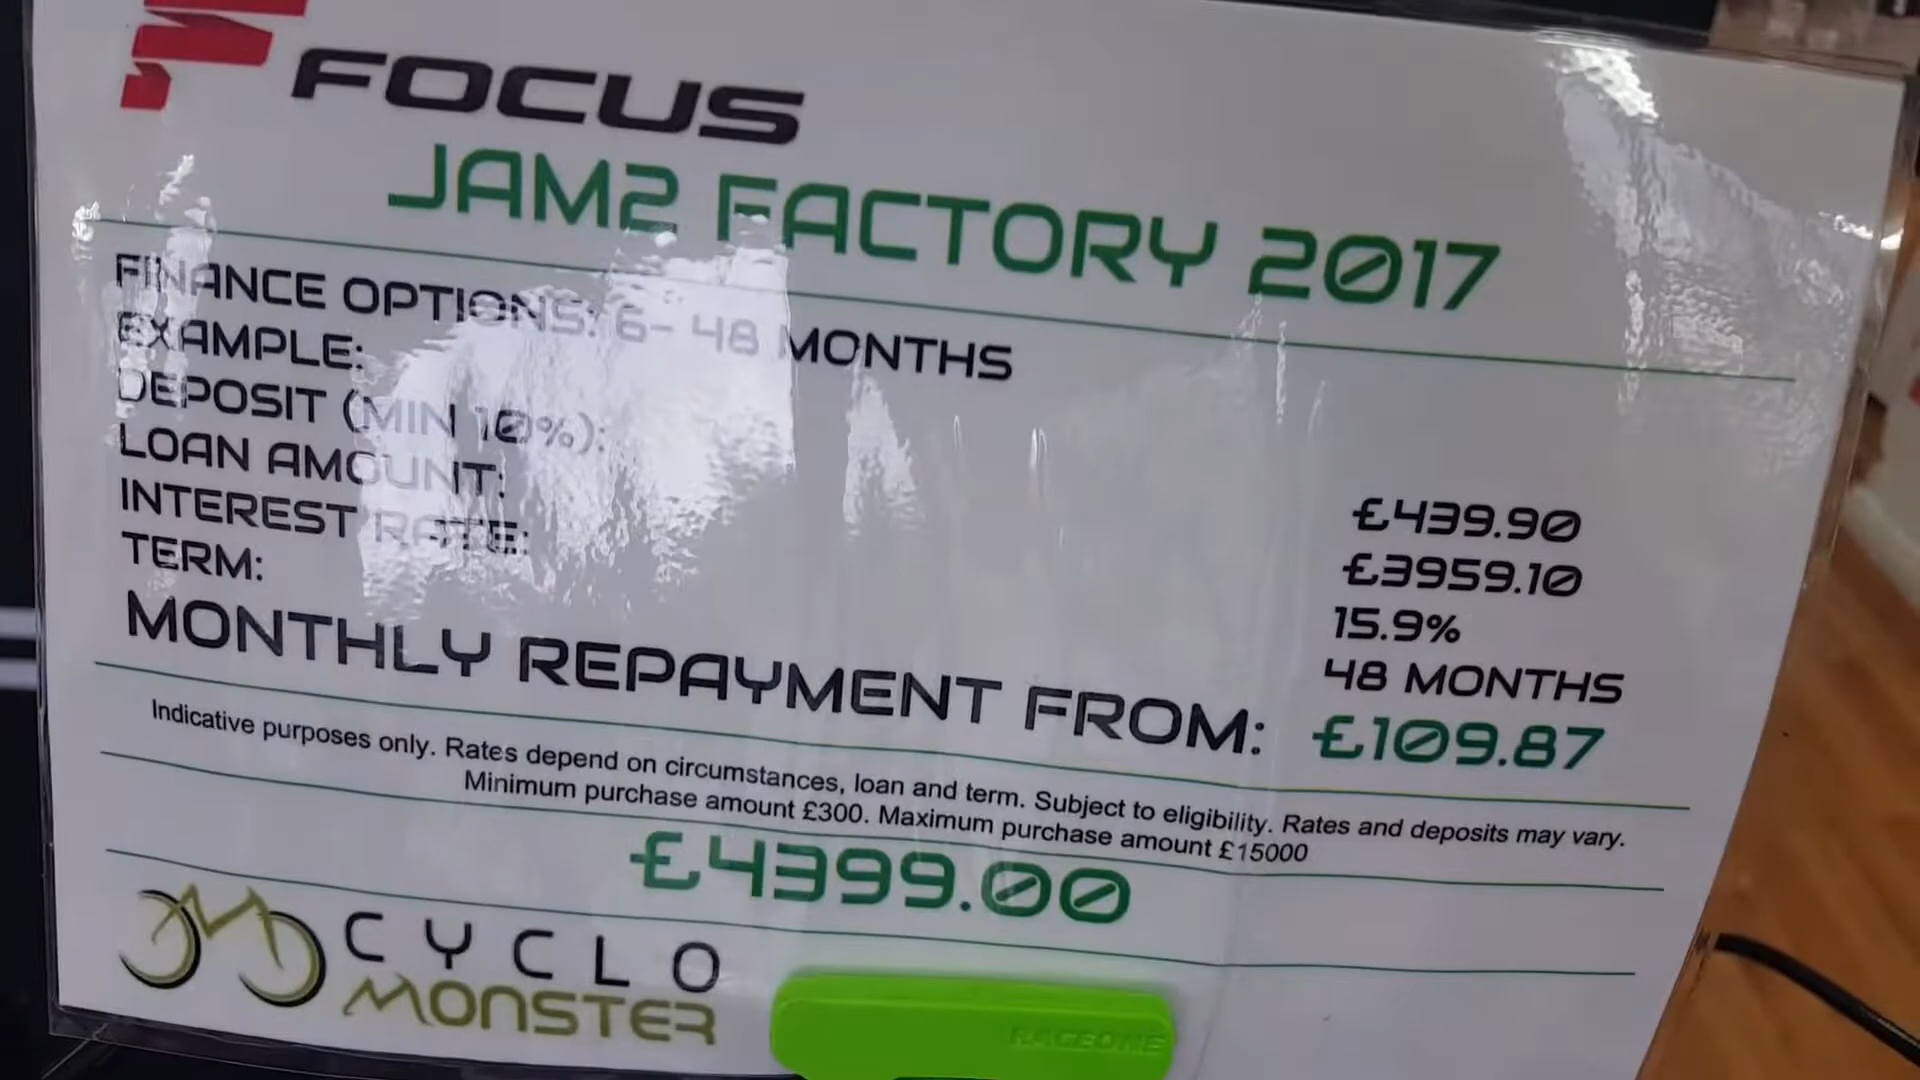 FOCUS
JAM2 FACTORY 2017
FINANCE OPTIONS: 6- 48 MONTHS
EXAMPLE:
DEPOSIT (MIN 10%): £439.90
LOAN AMOUNT: £3959.10
INTEREST RATE: 15.9%
TERM: 48 MONTHS
MONTHLY REPAYMENT FROM: £109.87
Indicative purposes only. Rates depend on circumstances, loan and term. Subject to eligibility. Rates and deposits may vary.
Minimum purchase amount £300. Maximum purchase amount £15000
£4399.00
CYCLO
MONSTER
RACEONE